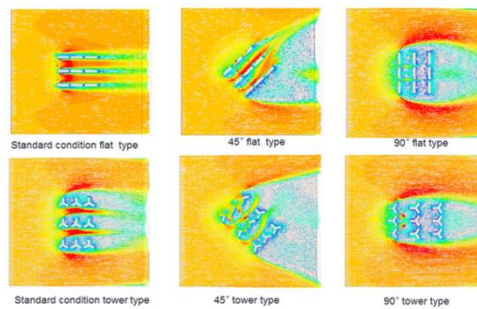 Standard condition flat type
45° flat type
90° flat type
Standard condition tower type
45° tower type
90° tower type